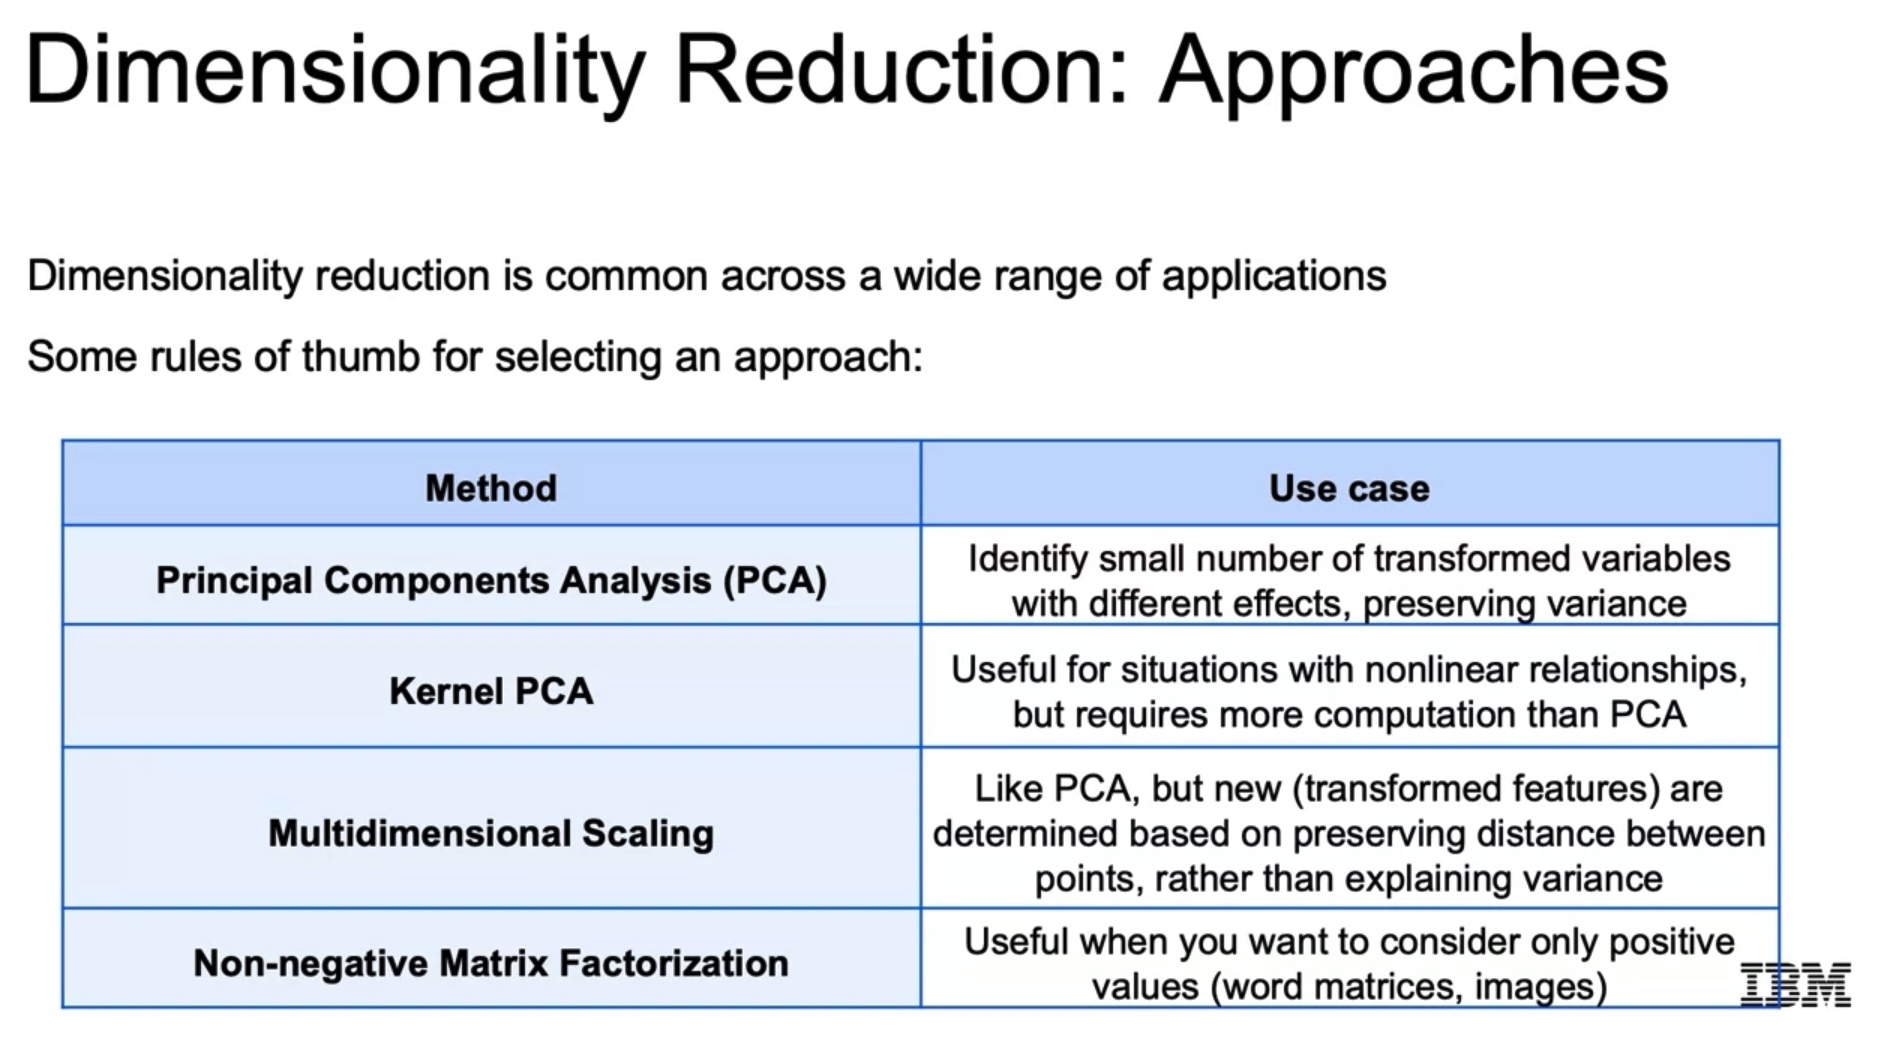 Dimensionality Reduction: Approaches
Dimensionality reduction is common across a wide range of applications
Some rules of thumb for selecting an approach:
Method
Use case
Principal Components Analysis (PCA)
Identify small number of transformed variables
with different effects, preserving variance
Kernel PCA
Useful for situations with nonlinear relationships,
but requires more computation than PCA
Multidimensional Scaling
Like PCA, but new (transformed features) are
determined based on preserving distance between
points, rather than explaining variance
Non-negative Matrix Factorization
Useful when you want to consider only positive
values (word matrices, images)
IBM